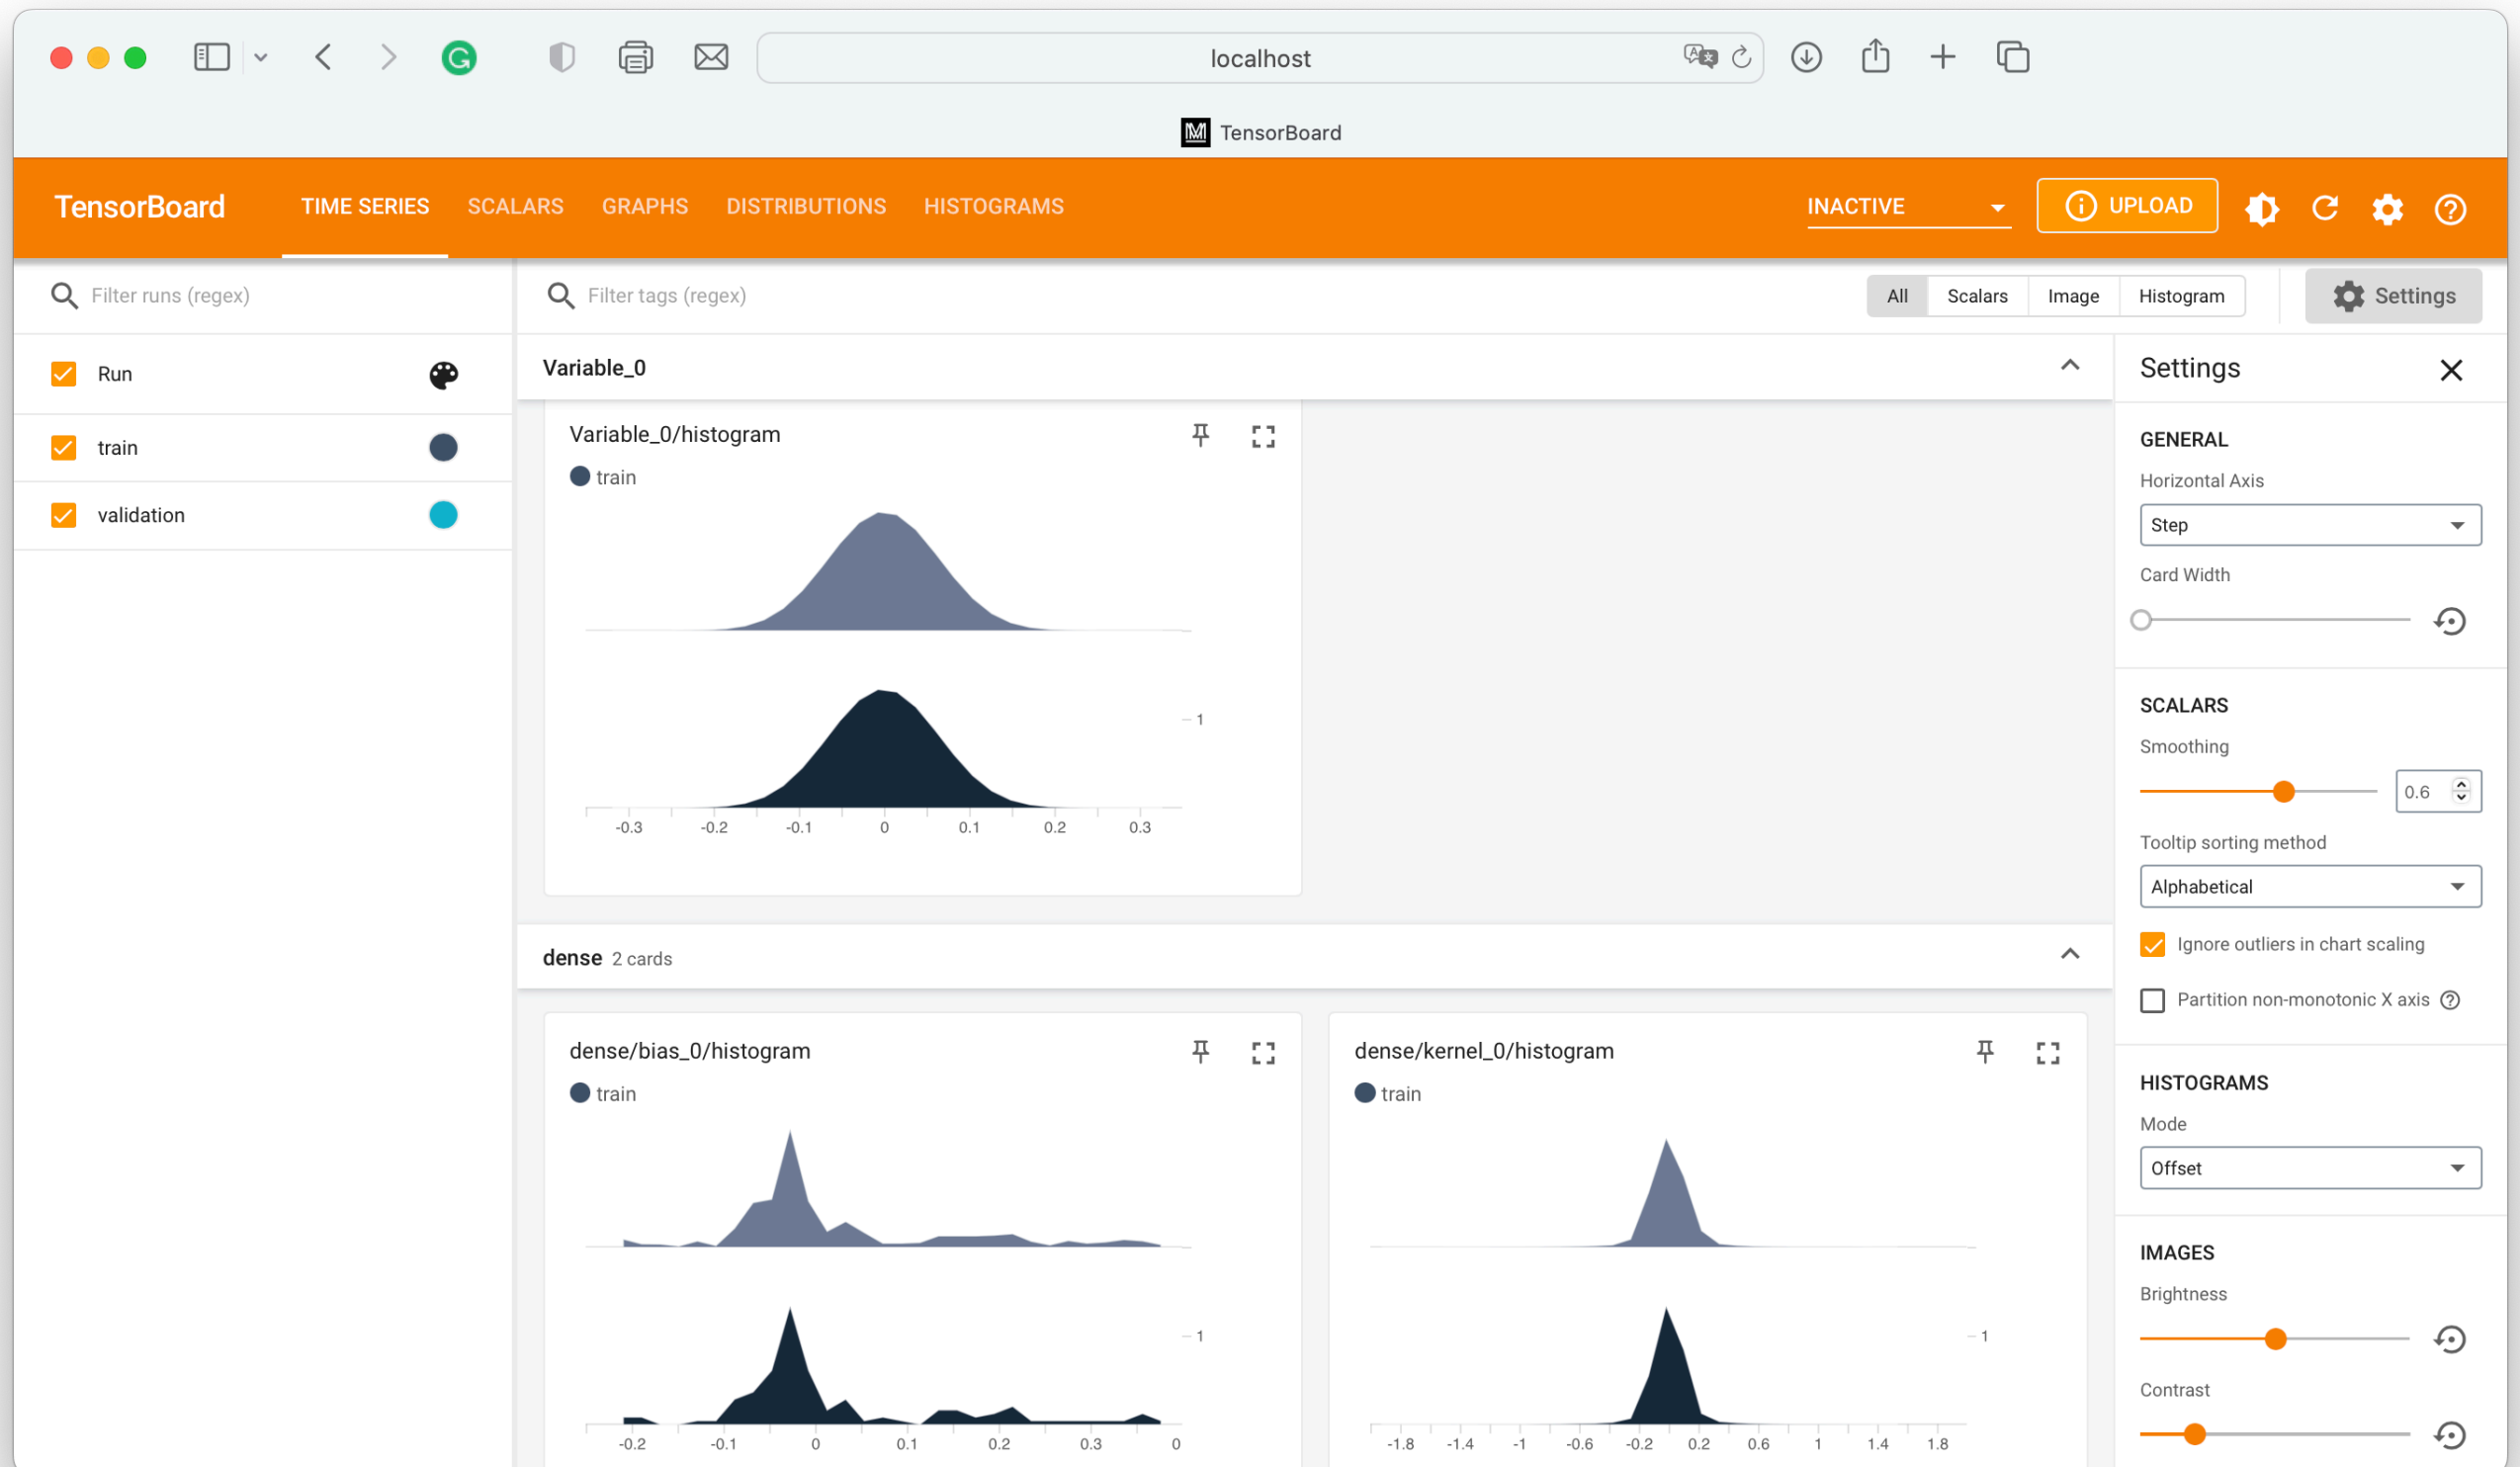 localhost
TensorBoard
TensorBoard TIME SERIES SCALARS GRAPHS DISTRIBUTIONS HISTOGRAMS INACTIVE UPLOAD
Filter runs (regex)
Run
train
validation
Filter tags (regex) All Scalars Image Histogram Settings
Variable_0
Variable_0/histogram
train
1
-0.3 -0.2 -0.1 0 0.1 0.2 0.3
dense 2 cards
dense/bias_0/histogram
train
1
-0.2 -0.1 0 0.1 0.2 0.3 0
dense/kernel_0/histogram
train
1
-1.8 -1.4 -1 -0.6 -0.2 0.2 0.6 1 1.4 1.8
Settings
GENERAL
Horizontal Axis
Step
Card Width
SCALARS
Smoothing
0.6
Tooltip sorting method
Alphabetical
Ignore outliers in chart scaling
Partition non-monotonic X axis
HISTOGRAMS
Mode
Offset
IMAGES
Brightness
Contrast